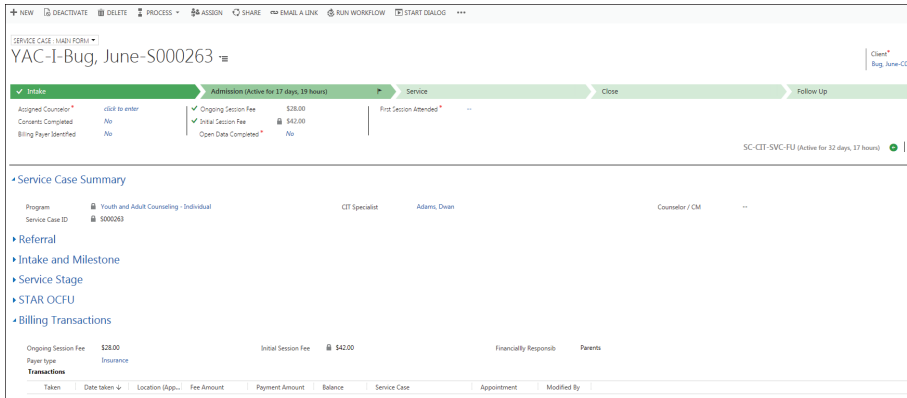 + NEW DEACTIVATE DELETE PROCESS ASSIGN SHARE EMAIL A LINK RUN WORKFLOW START DIALOG •••
SERVICE CASE : MAIN FORM
YAC-I-Bug, June-S000263
Client*
Bug, June-C0
Intake Admission (Active for 17 days, 19 hours) Service Close Follow Up
Assigned Counselor* click to enter Ongoing Session Fee $28.00 First Session Attended* --
Consents Completed No Initial Session Fee $42.00
Billing Payer Identified No Open Data Completed* No
SC-CIT-SVC-FU (Active for 32 days, 17 hours)
Service Case Summary
Program Youth and Adult Counseling - Individual CIT Specialist Adams, Dwan Counselor / CM --
Service Case ID S000263
Referral
Intake and Milestone
Service Stage
STAR OCFU
Billing Transactions
Ongoing Session Fee $28.00 Initial Session Fee $42.00 Financiallly Responsib Parents
Payer type Insurance
Transactions
Taken Date taken ↓ Location (App... Fee Amount Payment Amount Balance Service Case Appointment Modified By